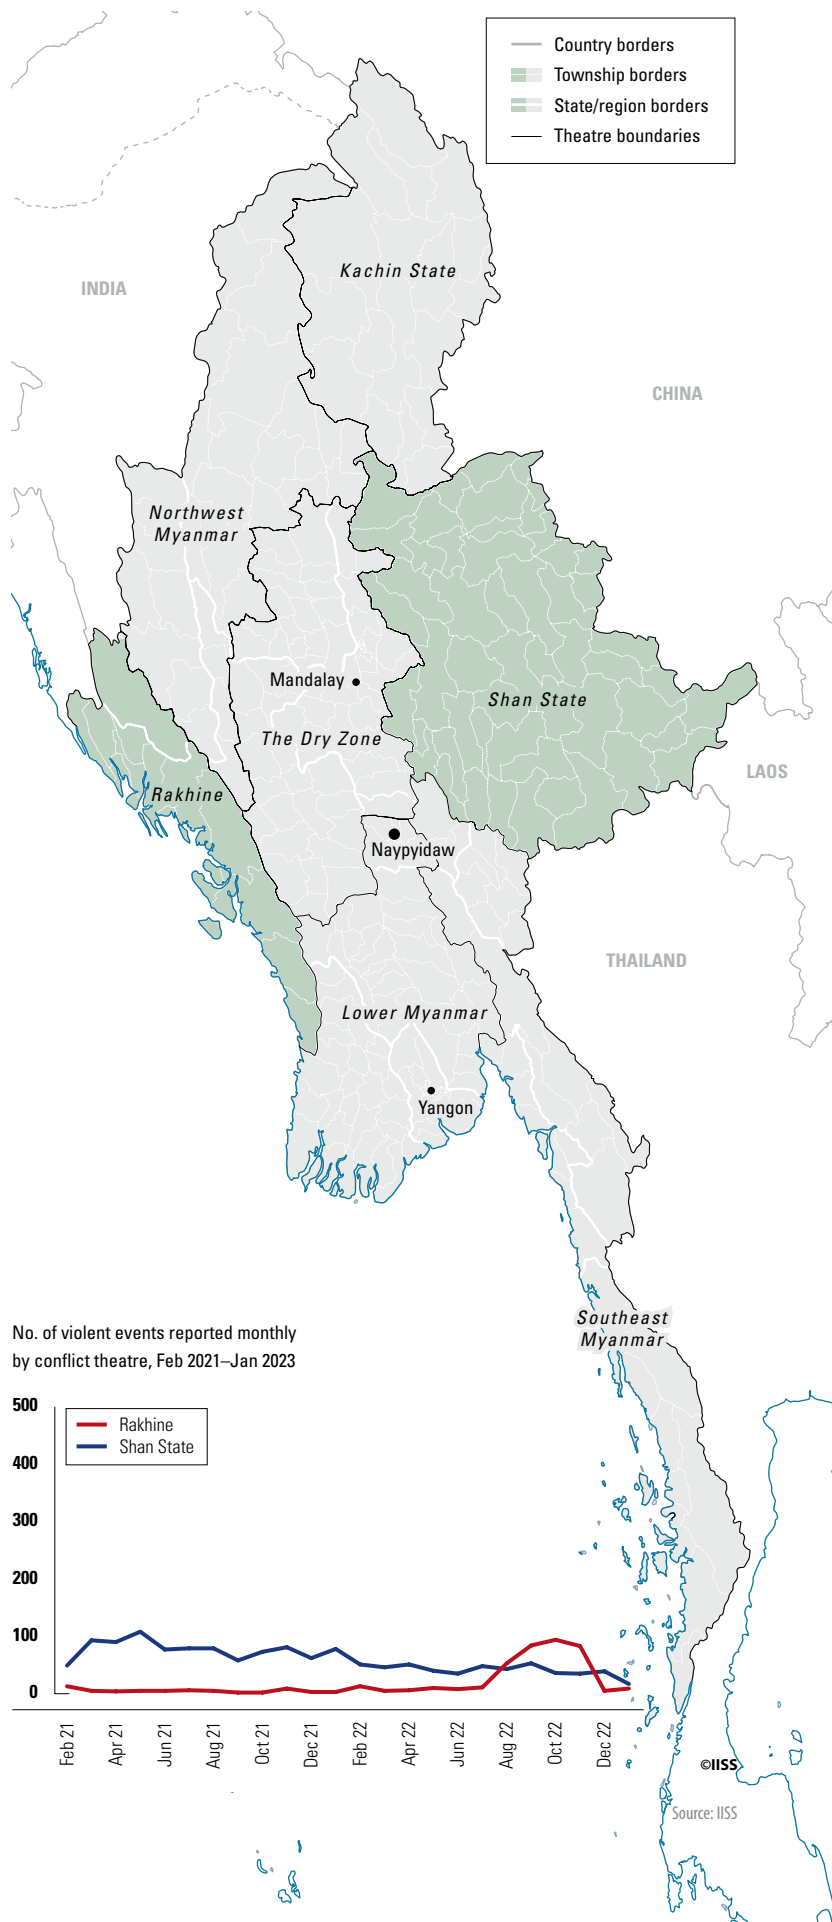 Country borders
Township borders
State/region borders
Theatre boundaries
Kachin State
INDIA
CHINA
Northwest
Myanmar
Mandalay
Shan State
The Dry Zone
LAOS
Rakhine
Naypyidaw
THAILAND
Lower Myanmar
Yangon
Southeast
Myanmar
No. of violent events reported monthly
by conflict theatre, Feb 2021–Jan 2023
500
400
300
200
100
0
Rakhine
Shan State
Feb 21
Apr 21
Jun 21
Aug 21
Oct 21
Dec 21
Feb 22
Apr 22
Jun 22
Aug 22
Oct 22
Dec 22
©IISS
Source: IISS